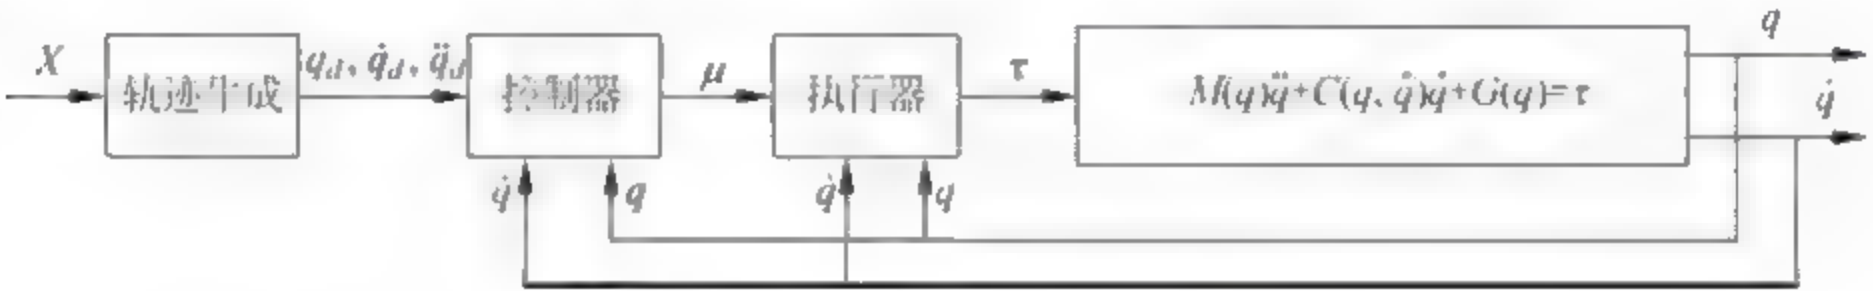 X
轨迹生成
q_d、q̇_d、q̈_d
控制器
μ
执行器
τ
M(q)q̈+C(q、q̇)q̇+G(q)=τ
q
q̇
q̇
q
q̇
q